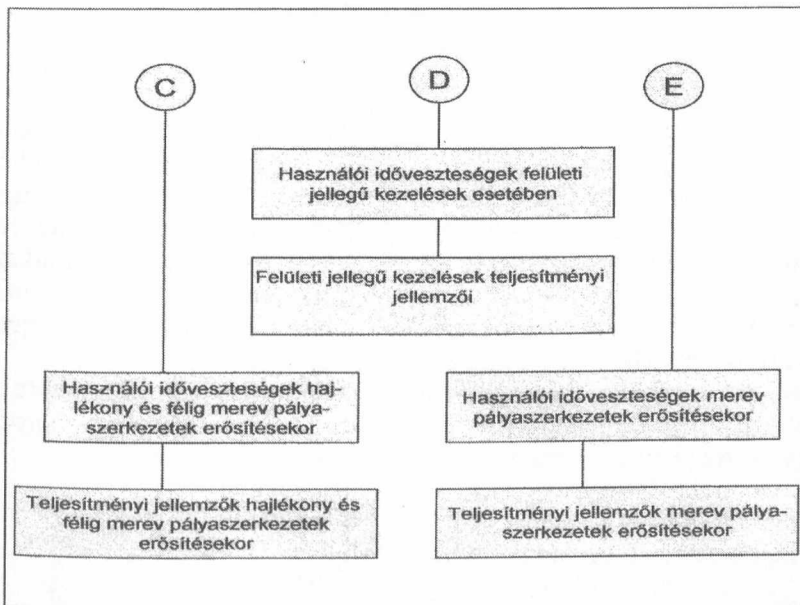 C
D
E
Használói időveszteségek felületi
jellegű kezelések esetében
Felületi jellegű kezelések teljesítményi
jellemzői
Használói időveszteségek haj-
lékony és félig merev pálya-
szerkezetek erősítésekor
Használói időveszteségek merev
pályaszerkezetek erősítésekor
Teljesítményi jellemzők hajlékony és
félig merev pályaszerkezetek
erősítésekor
Teljesítményi jellemzők merev pálya-
szerkezetek erősítésekor